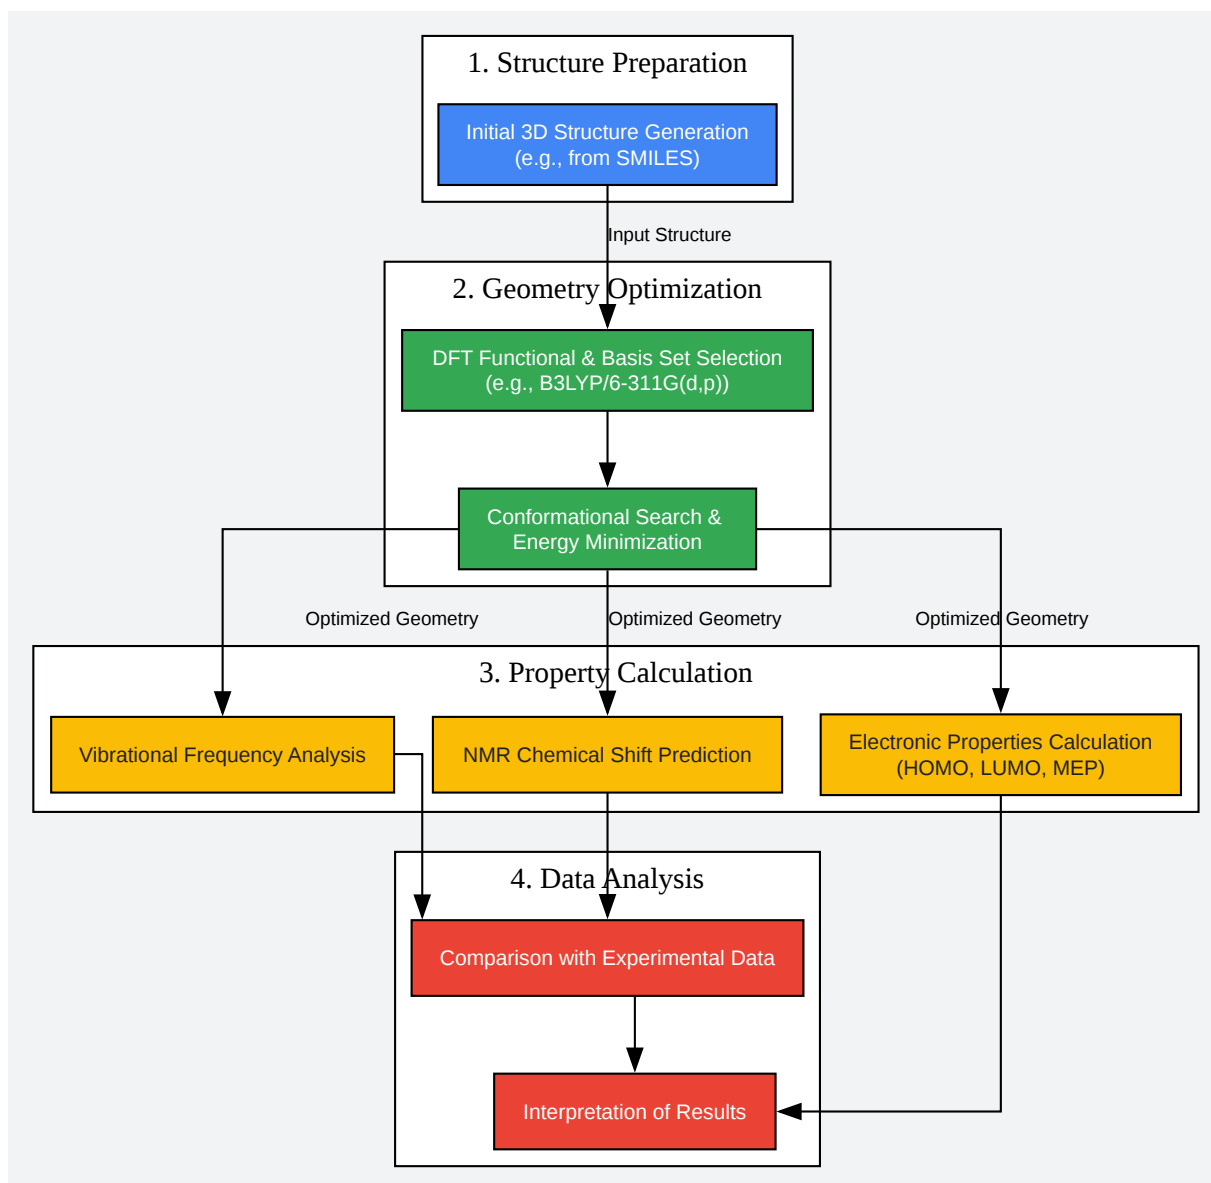 1. Structure Preparation
Initial 3D Structure Generation
(e.g., from SMILES)
Input Structure
2. Geometry Optimization
DFT Functional & Basis Set Selection
(e.g., B3LYP/6-311G(d,p))
Conformational Search &
Energy Minimization
Optimized Geometry
Optimized Geometry
Optimized Geometry
3. Property Calculation
Vibrational Frequency Analysis
NMR Chemical Shift Prediction
Electronic Properties Calculation
(HOMO, LUMO, MEP)
4. Data Analysis
Comparison with Experimental Data
Interpretation of Results